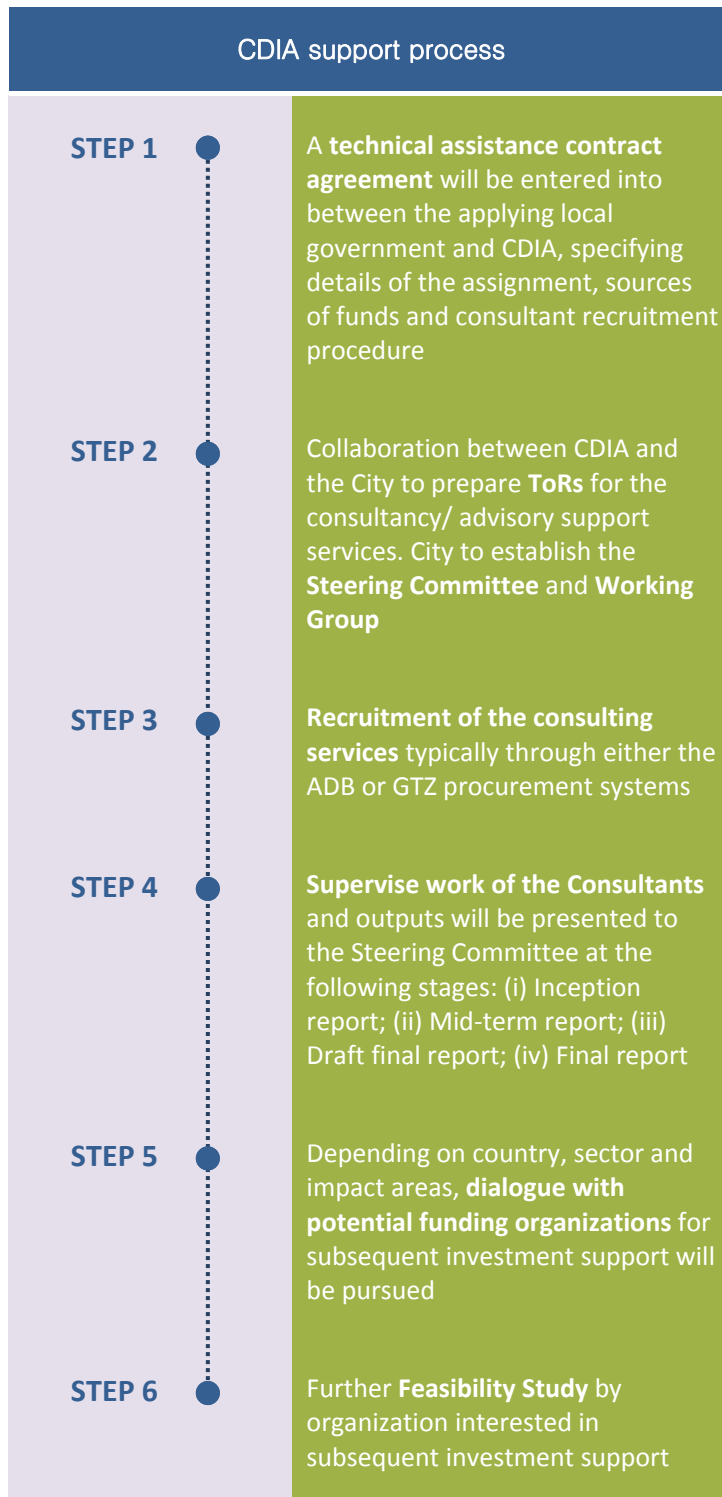 CDIA support process
STEP 1
A technical assistance contract
agreement will be entered into
between the applying local
government and CDIA, specifying
details of the assignment, sources
of funds and consultant recruitment
procedure
STEP 2
Collaboration between CDIA and
the City to prepare ToRs for the
consultancy/ advisory support
services. City to establish the
Steering Committee and Working
Group
STEP 3
Recruitment of the consulting
services typically through either the
ADB or GTZ procurement systems
STEP 4
Supervise work of the Consultants
and outputs will be presented to
the Steering Committee at the
following stages: (i) Inception
report; (ii) Mid-term report; (iii)
Draft final report; (iv) Final report
STEP 5
Depending on country, sector and
impact areas, dialogue with
potential funding organizations for
subsequent investment support will
be pursued
STEP 6
Further Feasibility Study by
organization interested in
subsequent investment support